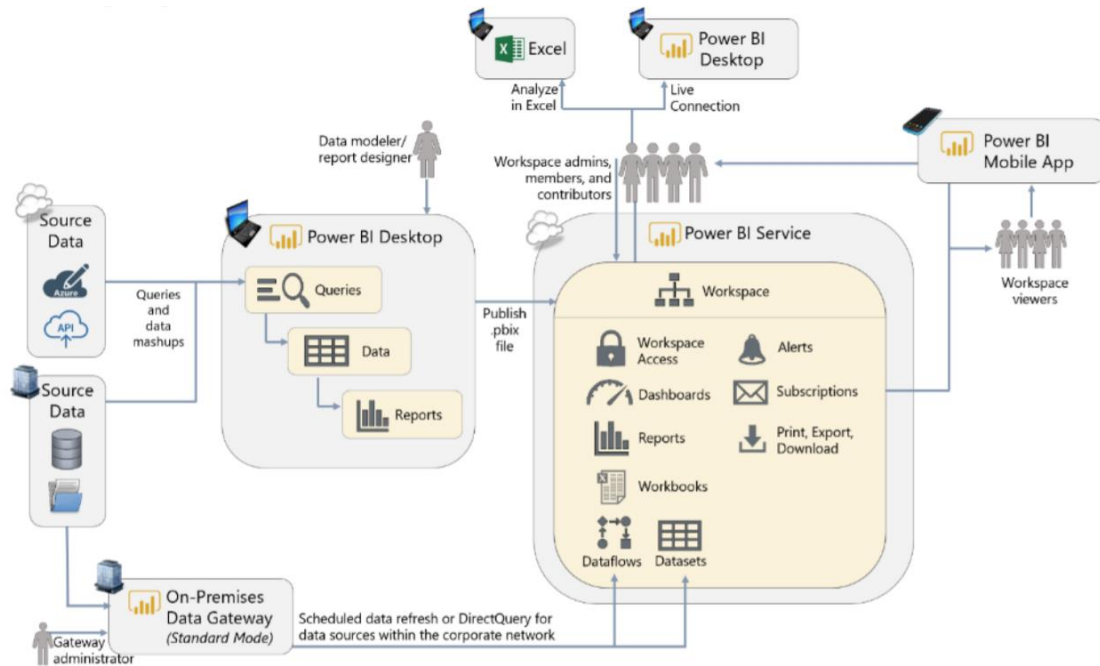 Excel
Power BI
Desktop
Analyze
in Excel
Live
Connection
Data modeler/
report designer
Workspace admins,
members, and
contributors
Power BI
Mobile App
Source
Data
Azure
API
Queries
and
data
mashups
Power BI Desktop
Queries
Data
Reports
Publish
.pbix
file
Power BI Service
Workspace
Workspace
Access
Alerts
Dashboards
Subscriptions
Reports
Print, Export,
Download
Workbooks
Dataflows
Datasets
Workspace
viewers
Source
Data
On-Premises
Data Gateway
(Standard Mode)
Gateway
administrator
Scheduled data refresh or DirectQuery for
data sources within the corporate network